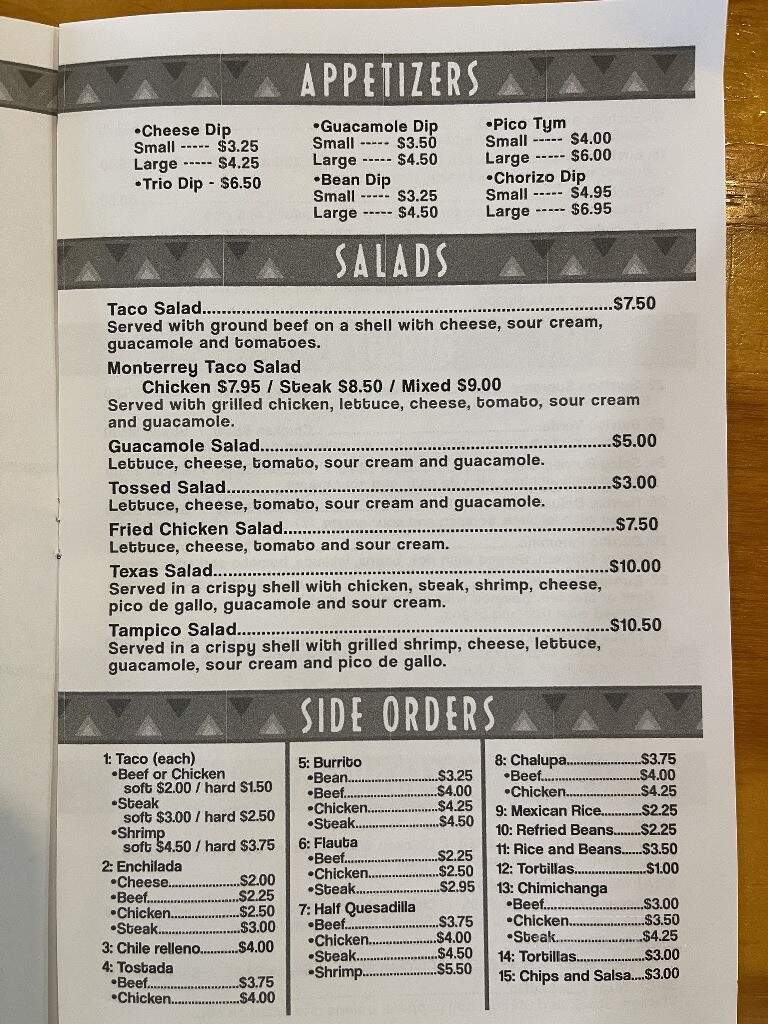 APPETIZERS
•Cheese Dip
Small ----- $3.25
Large ----- $4.25
•Trio Dip - $6.50
•Guacamole Dip
Small ----- $3.50
Large ----- $4.50
•Bean Dip
Small ----- $3.25
Large ----- $4.50
•Pico Tym
Small ----- $4.00
Large ----- $6.00
•Chorizo Dip
Small ----- $4.95
Large ----- $6.95
SALADS
Taco Salad.....$7.50
Served with ground beef on a shell with cheese, sour cream,
guacamole and tomatoes.
Monterrey Taco Salad
Chicken $7.95 / Steak $8.50 / Mixed $9.00
Served with grilled chicken, lettuce, cheese, tomato, sour cream
and guacamole.
Guacamole Salad.....$5.00
Lettuce, cheese, tomato, sour cream and guacamole.
Tossed Salad.....$3.00
Lettuce, cheese, tomato, sour cream and guacamole.
Fried Chicken Salad.....$7.50
Lettuce, cheese, tomato and sour cream.
Texas Salad.....$10.00
Served in a crispy shell with chicken, steak, shrimp, cheese,
pico de gallo, guacamole and sour cream.
Tampico Salad.....$10.50
Served in a crispy shell with grilled shrimp, cheese, lettuce,
guacamole, sour cream and pico de gallo.
SIDE ORDERS
1: Taco (each)
•Beef or Chicken
soft $2.00 / hard $1.50
•Steak
soft $3.00 / hard $2.50
•Shrimp
soft $4.50 / hard $3.75
2: Enchilada
•Cheese.....$2.00
•Beef.....$2.25
•Chicken.....$2.50
•Steak.....$3.00
3: Chile relleno.....$4.00
4: Tostada
•Beef.....$3.75
•Chicken.....$4.00
5: Burrito
•Bean.....$3.25
•Beef.....$4.00
•Chicken.....$4.25
•Steak.....$4.50
6: Flauta
•Beef.....$2.25
•Chicken.....$2.50
•Steak.....$2.95
7: Half Quesadilla
•Beef.....$3.75
•Chicken.....$4.00
•Steak.....$4.50
•Shrimp.....$5.50
8: Chalupa.....$3.75
•Beef.....$4.00
•Chicken.....$4.25
9: Mexican Rice.....$2.25
10: Refried Beans.....$2.25
11: Rice and Beans.....$3.50
12: Tortillas.....$1.00
13: Chimichanga
•Beef.....$3.00
•Chicken.....$3.50
•Steak.....$4.25
14: Tortillas.....$3.00
15: Chips and Salsa....$3.00